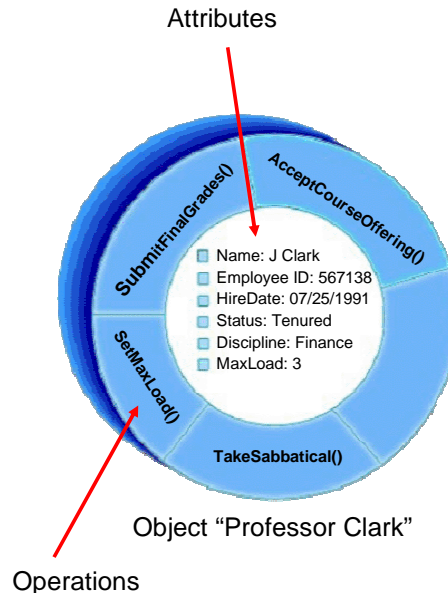 Attributes
SubmitFinalGrades()
AcceptCourseOffering()
Name: J Clark
Employee ID: 567138
HireDate: 07/25/1991
Status: Tenured
Discipline: Finance
MaxLoad: 3
SetMaxLoad()
TakeSabbatical()
Object “Professor Clark”
Operations